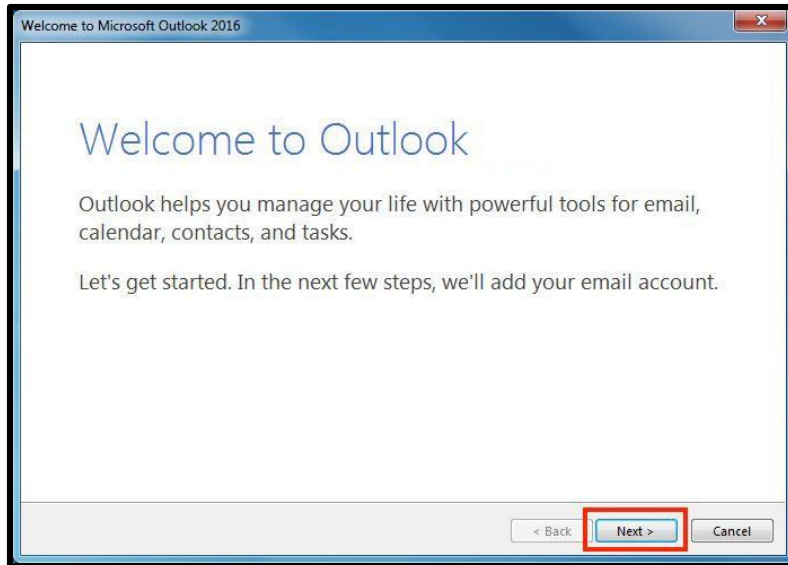 Welcome to Microsoft Outlook 2016
x
Welcome to Outlook
Outlook helps you manage your life with powerful tools for email,
calendar, contacts, and tasks.
Let's get started. In the next few steps, we'll add your email account.
< Back Next > Cancel